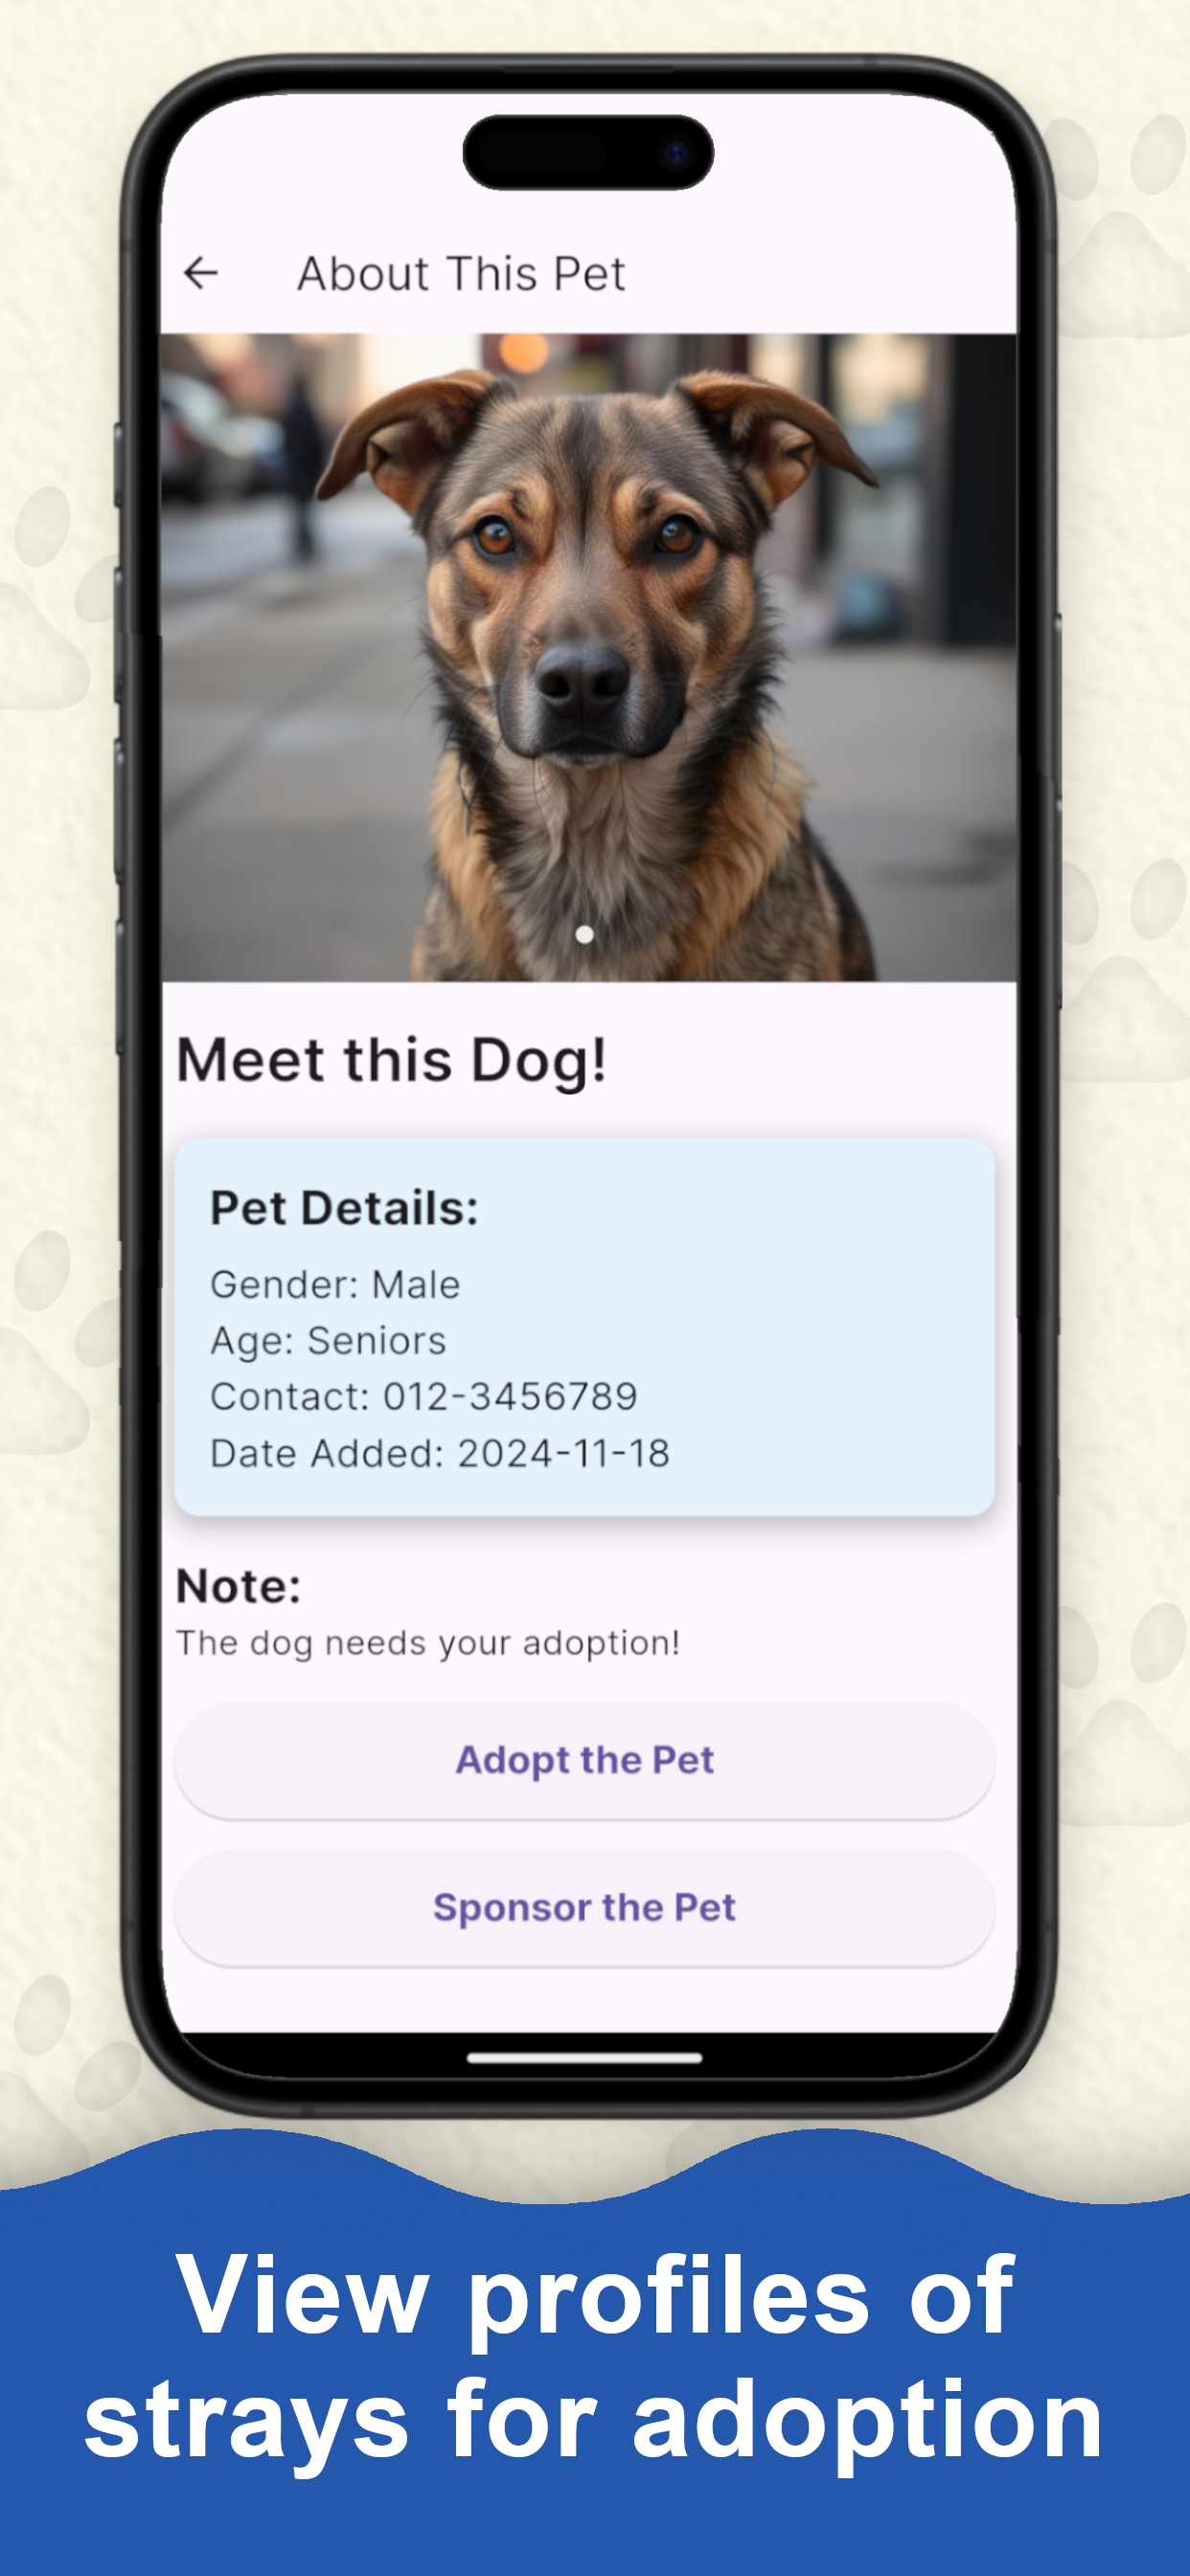 About This Pet
Meet this Dog!
Pet Details:
Gender: Male
Age: Seniors
Contact: 012-3456789
Date Added: 2024-11-18
Note:
The dog needs your adoption!
Adopt the Pet
Sponsor the Pet
View profiles of
strays for adoption